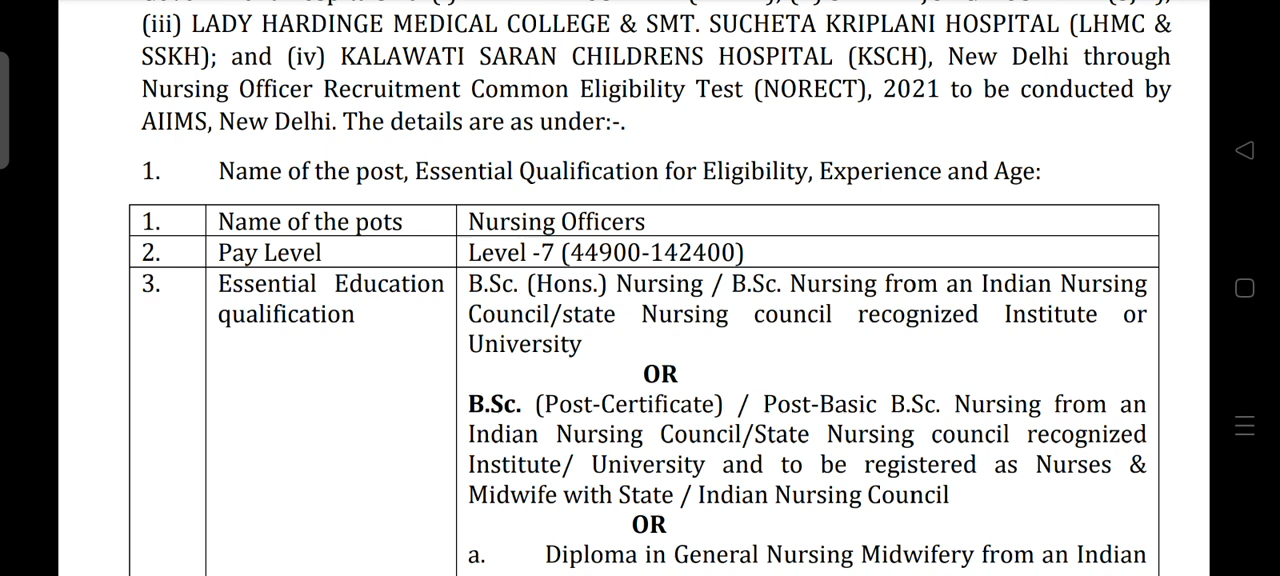 (iii) LADY HARDINGE MEDICAL COLLEGE & SMT. SUCHETA KRIPLANI HOSPITAL (LHMC &
SSKH); and (iv) KALAWATI SARAN CHILDRENS HOSPITAL (KSCH), New Delhi through
Nursing Officer Recruitment Common Eligibility Test (NORECT), 2021 to be conducted by
AIIMS, New Delhi. The details are as under:-.
1. Name of the post, Essential Qualification for Eligibility, Experience and Age:
1. Name of the pots Nursing Officers
2. Pay Level Level -7 (44900-142400)
3. Essential Education B.Sc. (Hons.) Nursing / B.Sc. Nursing from an Indian Nursing
qualification Council/state Nursing council recognized Institute or
University
OR
B.Sc. (Post-Certificate) / Post-Basic B.Sc. Nursing from an
Indian Nursing Council/State Nursing council recognized
Institute/ University and to be registered as Nurses &
Midwife with State / Indian Nursing Council
OR
a. Diploma in General Nursing Midwifery from an Indian